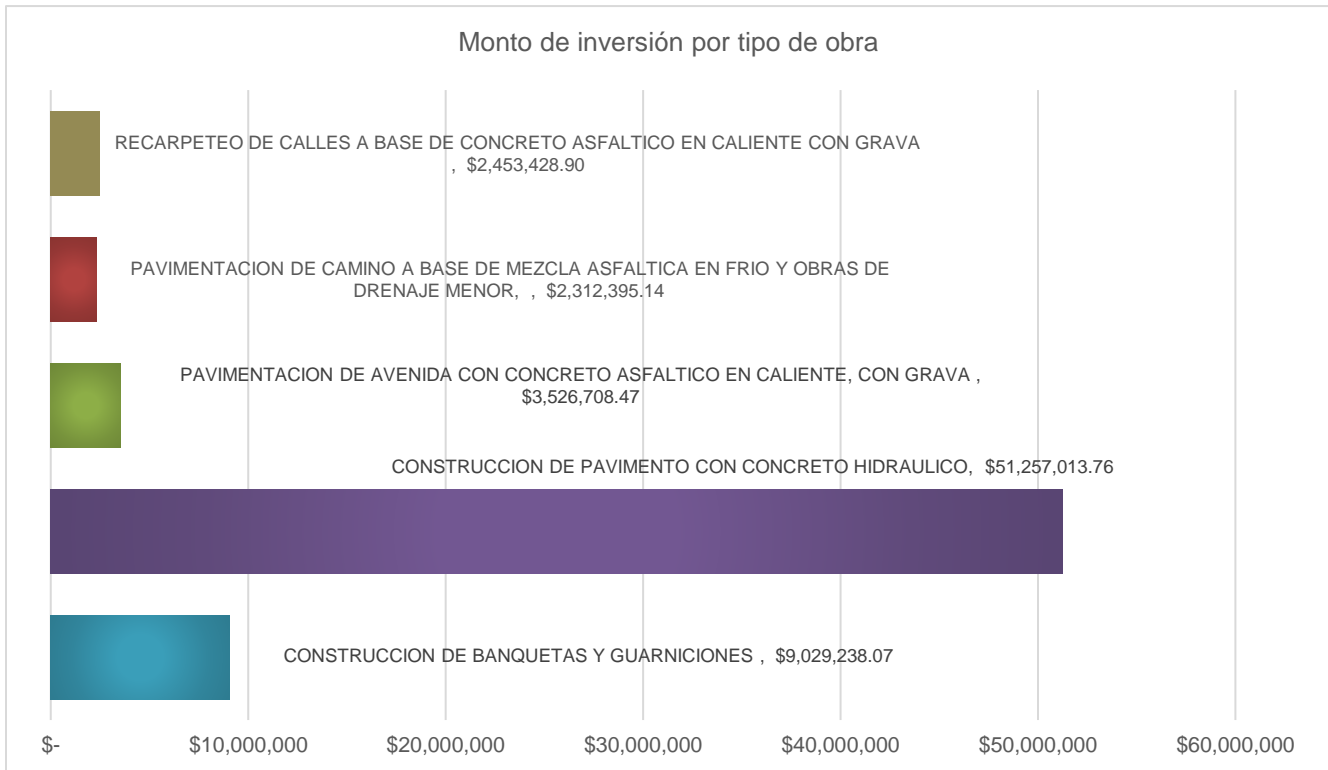 Monto de inversión por tipo de obra
RECARPETEO DE CALLES A BASE DE CONCRETO ASFALTICO EN CALIENTE CON GRAVA
, $2,453,428.90
PAVIMENTACION DE CAMINO A BASE DE MEZCLA ASFALTICA EN FRIO Y OBRAS DE
DRENAJE MENOR, , $2,312,395.14
PAVIMENTACION DE AVENIDA CON CONCRETO ASFALTICO EN CALIENTE, CON GRAVA ,
$3,526,708.47
CONSTRUCCION DE PAVIMENTO CON CONCRETO HIDRAULICO, $51,257,013.76
CONSTRUCCION DE BANQUETAS Y GUARNICIONES , $9,029,238.07
$- $10,000,000 $20,000,000 $30,000,000 $40,000,000 $50,000,000 $60,000,000